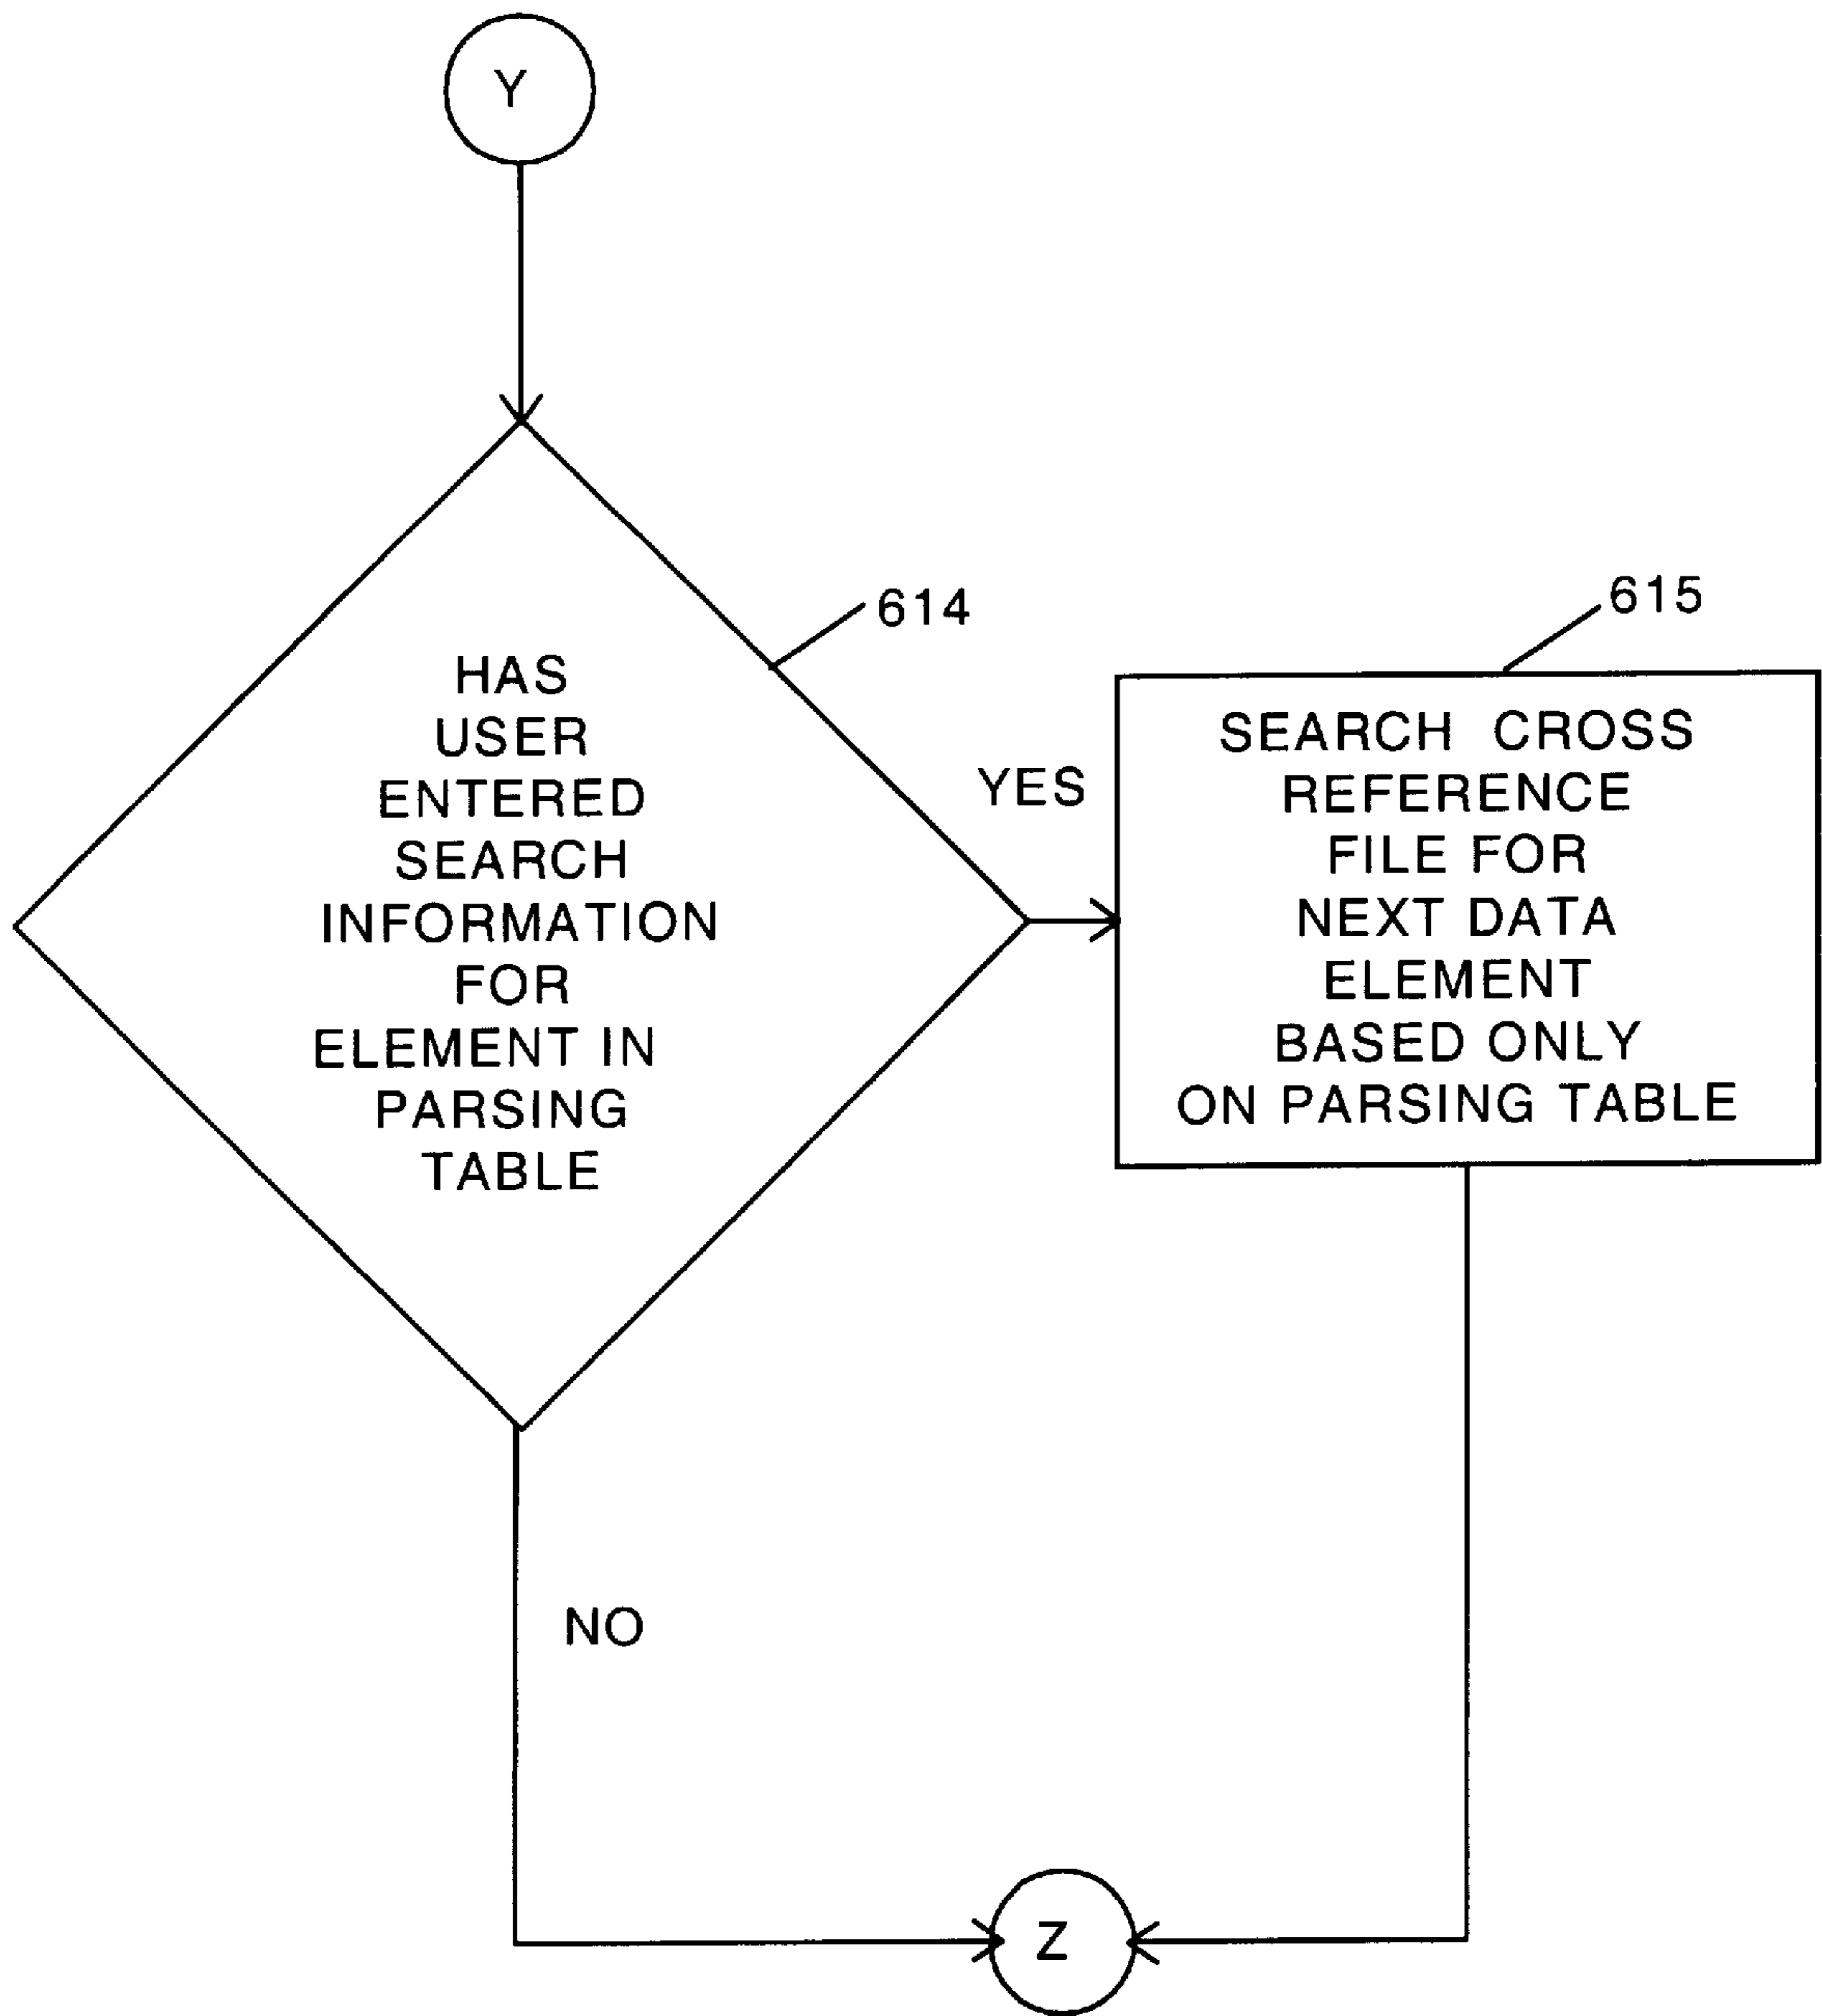 Y
614
HAS
USER
ENTERED
SEARCH
INFORMATION
FOR
ELEMENT IN
PARSING
TABLE
YES
615
SEARCH CROSS
REFERENCE
FILE FOR
NEXT DATA
ELEMENT
BASED ONLY
ON PARSING TABLE
NO
Z